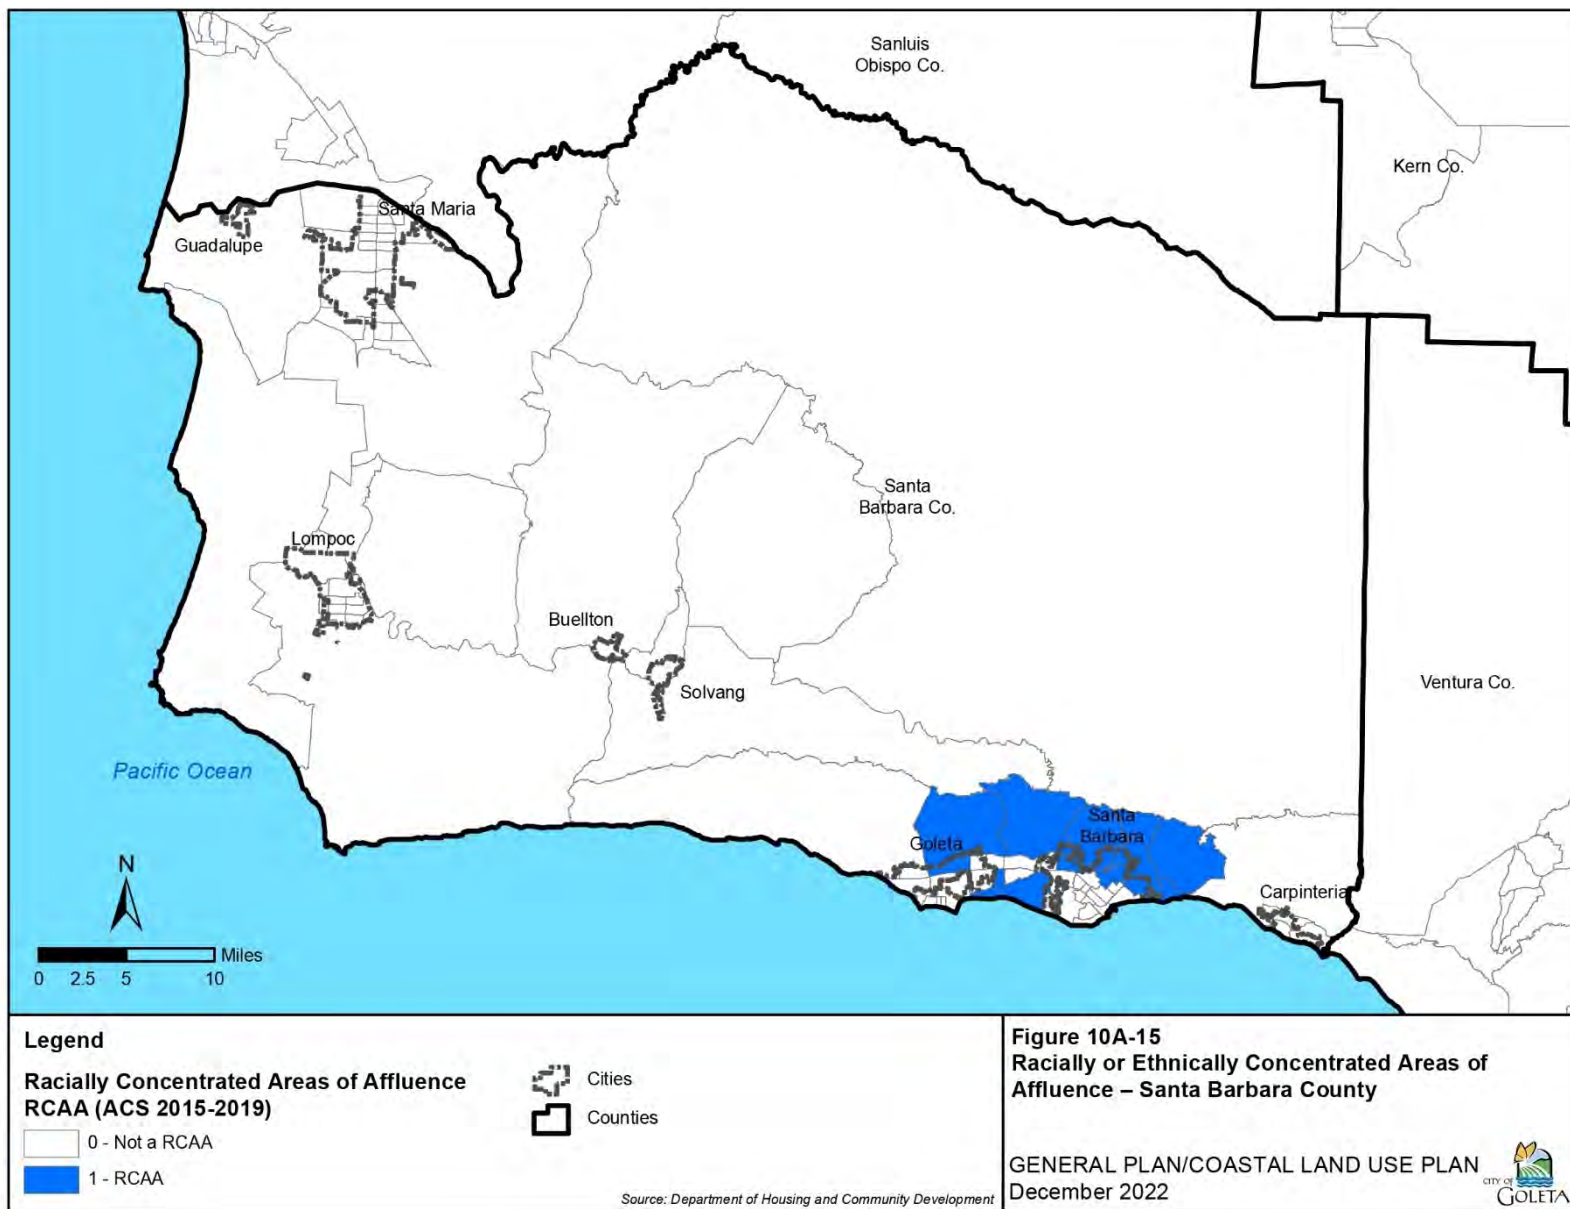 Sanluis
Obispo Co.
Kern Co.
Santa Maria
Guadalupe
Santa
Barbara Co.
Lompoc
Buellton
Solvang
Ventura Co.
Pacific Ocean
Santa
Barbara
Goleta
Carpinteria
N
Miles
0 2.5 5 10
Legend
Racially Concentrated Areas of Affluence
RCAA (ACS 2015-2019)
0 - Not a RCAA
1 - RCAA
Cities
Counties
Source: Department of Housing and Community Development
Figure 10A-15
Racially or Ethnically Concentrated Areas of
Affluence – Santa Barbara County
GENERAL PLAN/COASTAL LAND USE PLAN
December 2022
CITY OF
GOLETA